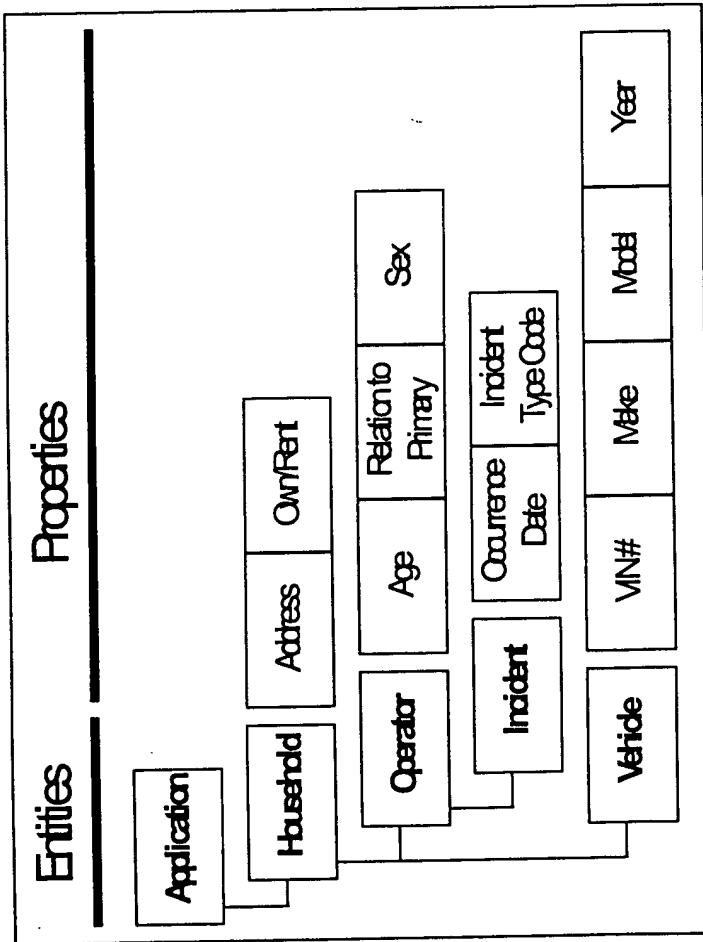 Entities
Properties
Application
Household
Address
Own/Rent
Operator
Age
Relation to
Primary
Sex
Incident
Occurrence
Date
Incident
Type Code
Vehicle
VIN#
Make
Model
Year